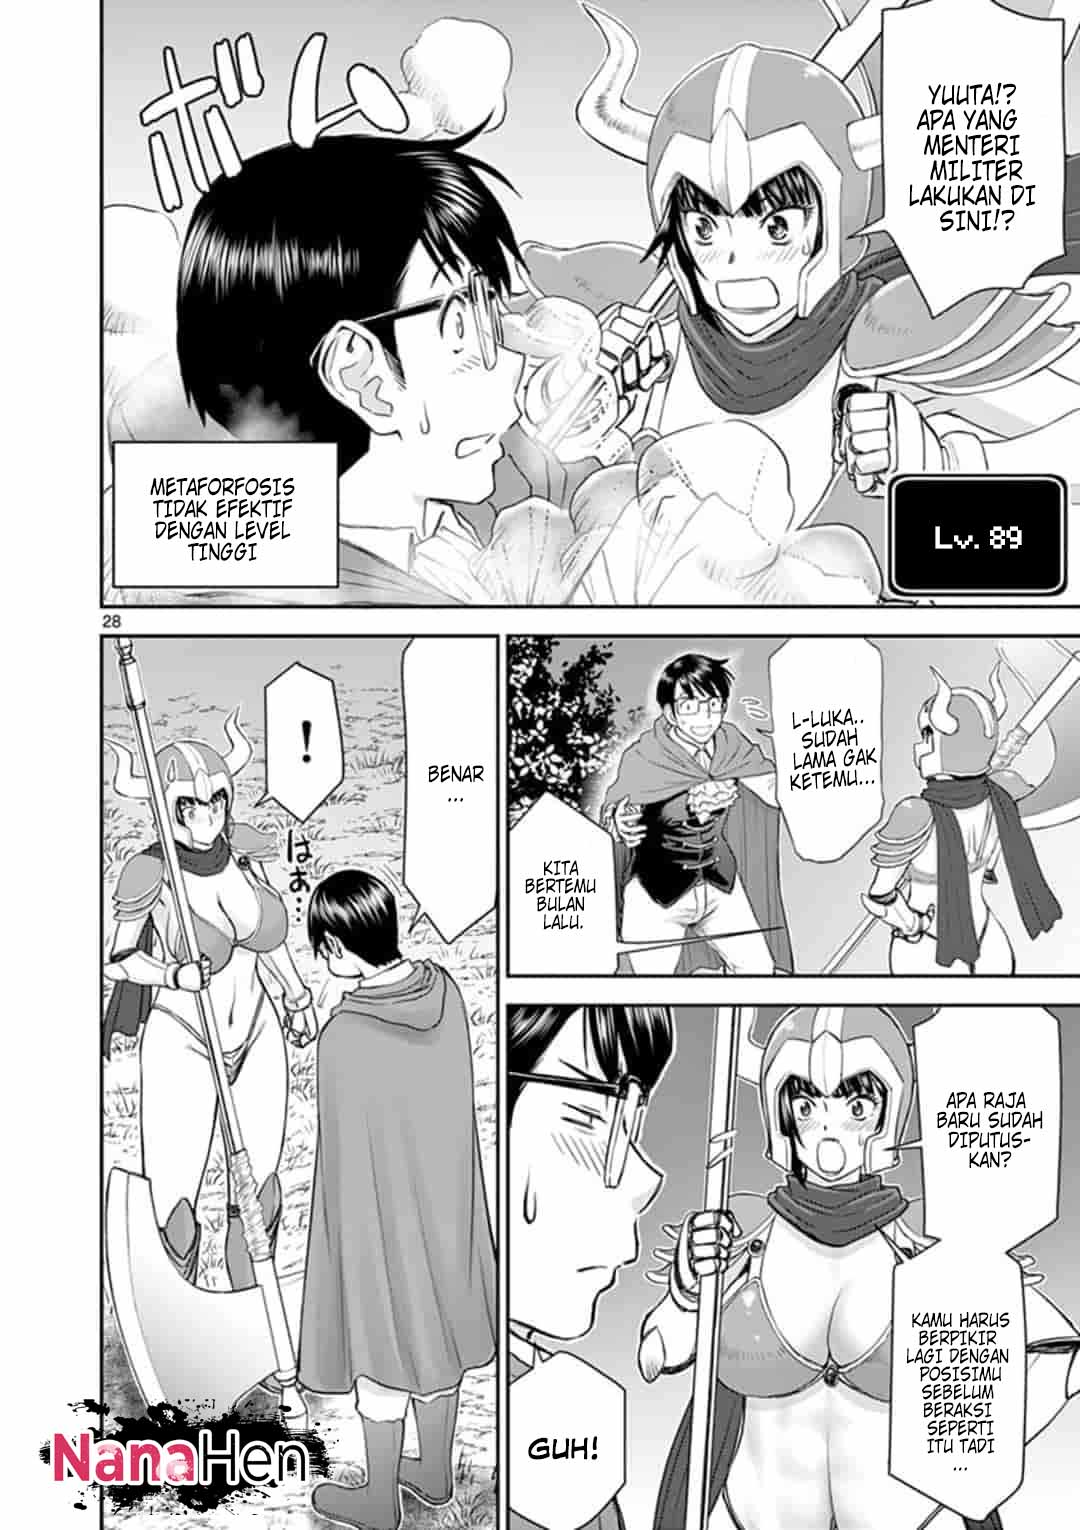 YUUTA!?
APA YANG
MENTERI
MILITER
LAKUKAN DI
SINI!?
ボムッ
METAFORFOSIS
TIDAK EFEKTIF
DENGAN LEVEL
TINGGI
Lv. 89
28
L-LUKA..
SUDAH
LAMA GAK
KETEMU...
KITA
BERTEMU
BULAN
LALU.
APA RAJA
BARU SUDAH
DIPUTUS-
KAN?
KAMU HARUS
BERPIKIR
LAGI DENGAN
POSISIMU
SEBELUM
BERAKSI
SEPERTI
ITU TADI
...
GUH!
BENAR
...
!
はぁ…
NanaHen